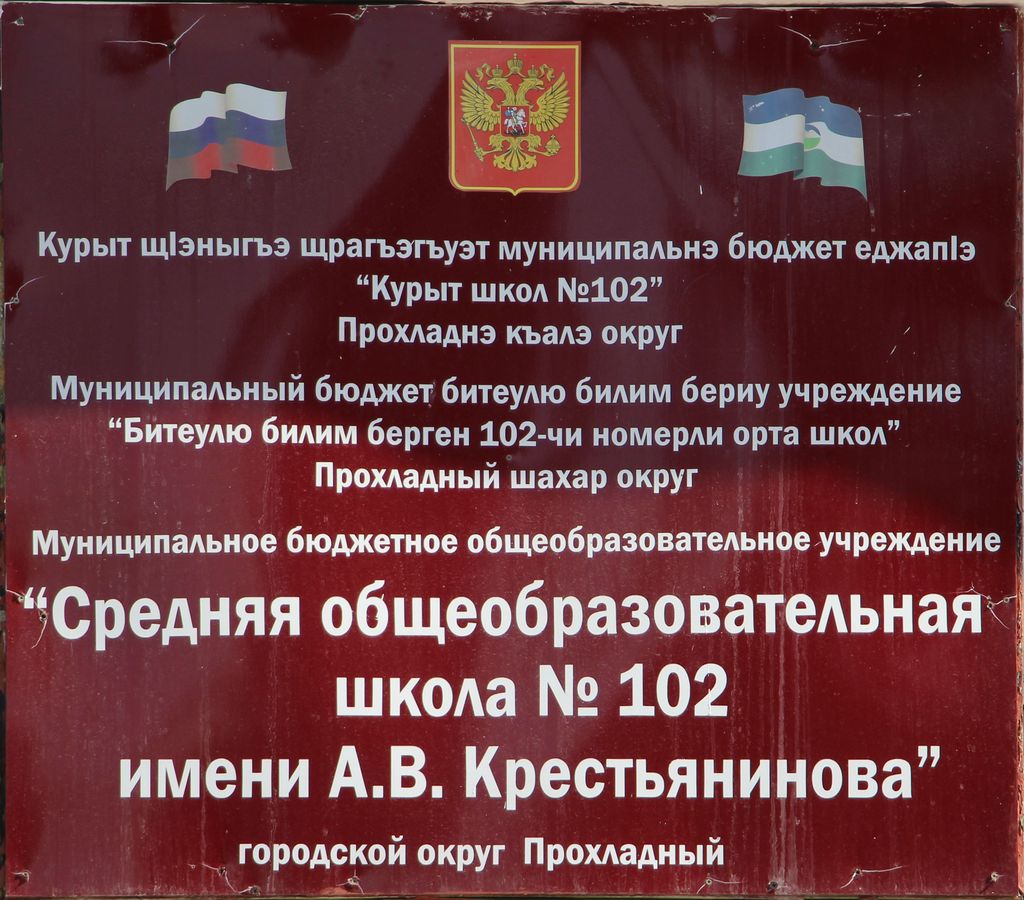 Курыт щӀэныгъэ щрагъэгъуэт муниципальнэ бюджет еджапӀэ
“Курыт школ №102”
Прохладнэ къалэ округ
Муниципальный бюджет битеулю билим бериу учреждение
“Битеулю билим берген 102-чи номерли орта школ”
Прохладный шахар округ
Муниципальное бюджетное общеобразовательное учреждение
“Средняя общеобразовательная
школа № 102
имени А.В. Крестьянинова”
городской округ Прохладный